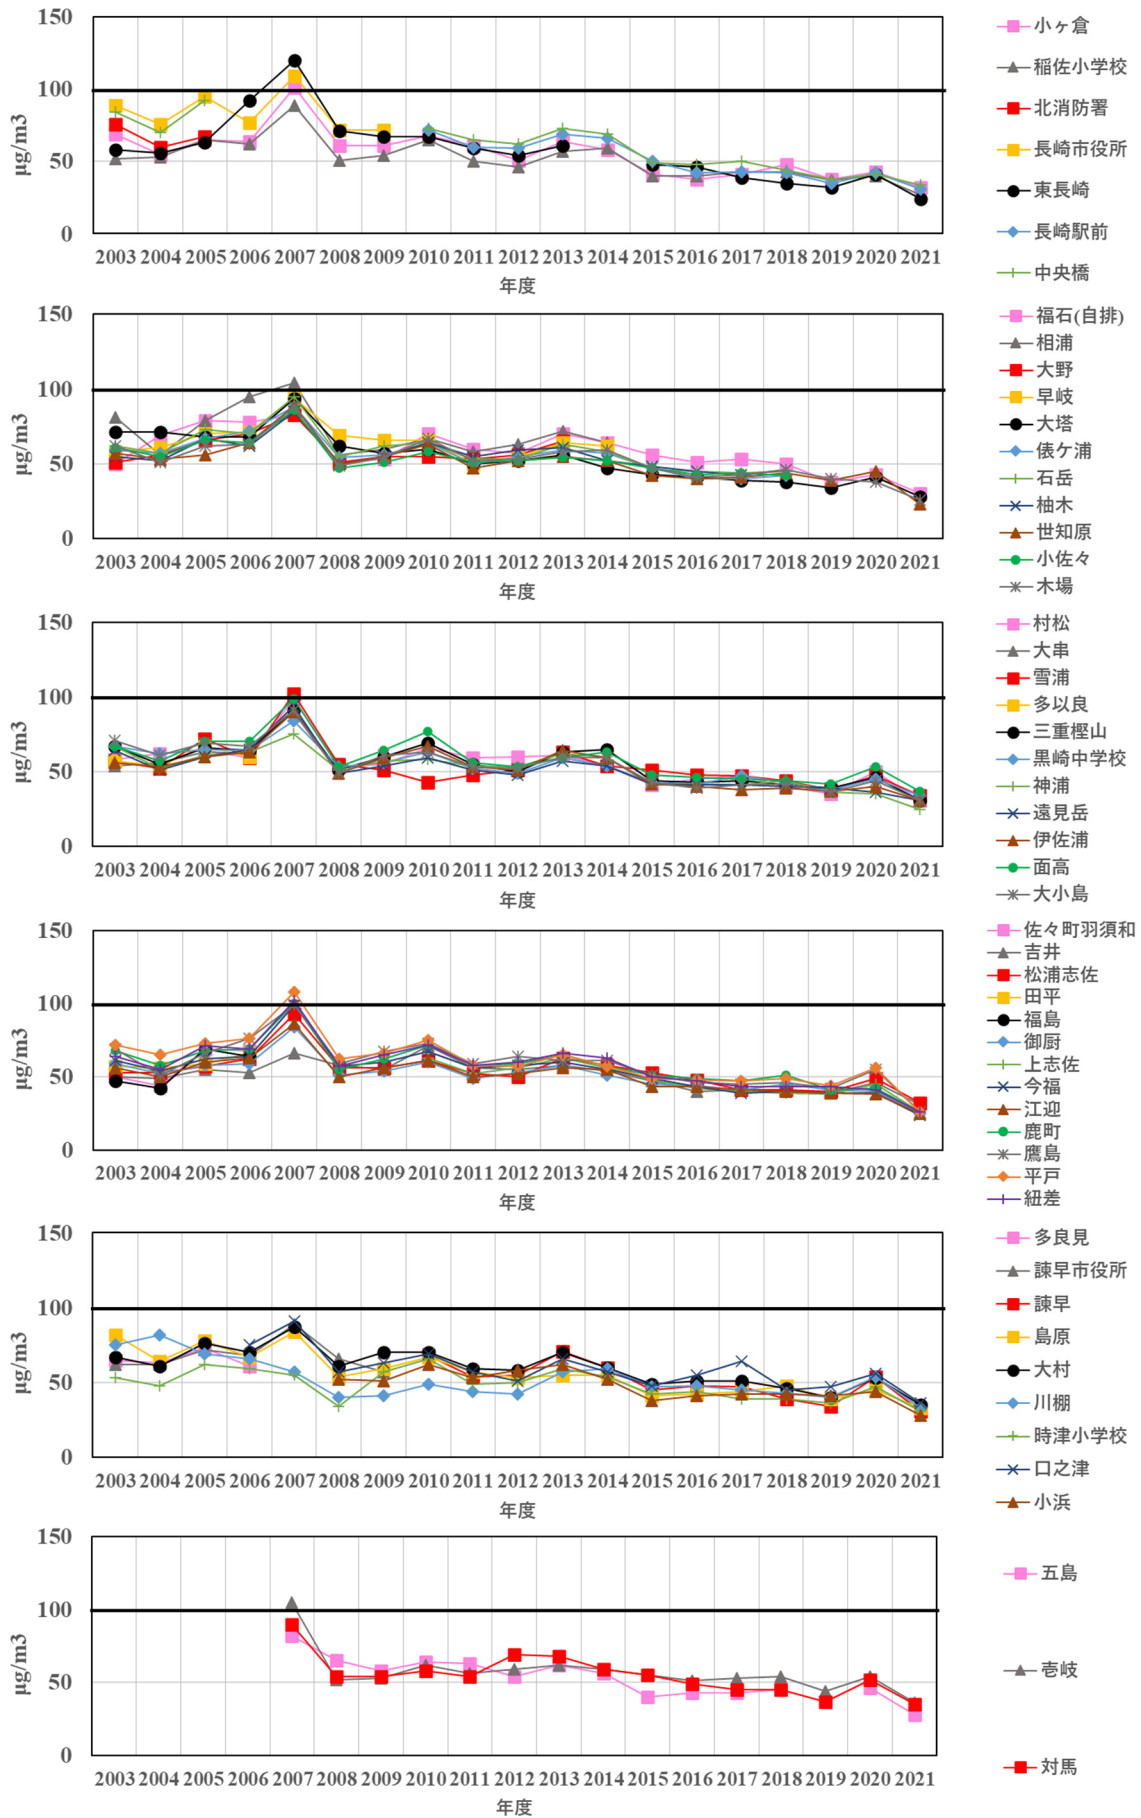 150
100
50
0
μg/m3
2003 2004 2005 2006 2007 2008 2009 2010 2011 2012 2013 2014 2015 2016 2017 2018 2019 2020 2021
年度
小ヶ倉
稲佐小学校
北消防署
長崎市役所
東長崎
長崎駅前
中央橋
150
100
50
0
μg/m3
2003 2004 2005 2006 2007 2008 2009 2010 2011 2012 2013 2014 2015 2016 2017 2018 2019 2020 2021
年度
福石(自排)
相浦
大野
早岐
大塔
俵ケ浦
石岳
柚木
世知原
小佐々
木場
150
100
50
0
μg/m3
2003 2004 2005 2006 2007 2008 2009 2010 2011 2012 2013 2014 2015 2016 2017 2018 2019 2020 2021
年度
村松
大串
雪浦
多以良
三重樫山
黒崎中学校
神浦
遠見岳
伊佐浦
面高
大小島
150
100
50
0
μg/m3
2003 2004 2005 2006 2007 2008 2009 2010 2011 2012 2013 2014 2015 2016 2017 2018 2019 2020 2021
年度
佐々町羽須和
吉井
松浦志佐
田平
福島
御厨
上志佐
今福
江迎
鹿町
鷹島
平戸
紐差
150
100
50
0
μg/m3
2003 2004 2005 2006 2007 2008 2009 2010 2011 2012 2013 2014 2015 2016 2017 2018 2019 2020 2021
年度
多良見
諫早市役所
諫早
島原
大村
川棚
時津小学校
口之津
小浜
150
100
50
0
μg/m3
2003 2004 2005 2006 2007 2008 2009 2010 2011 2012 2013 2014 2015 2016 2017 2018 2019 2020 2021
年度
五島
壱岐
対馬